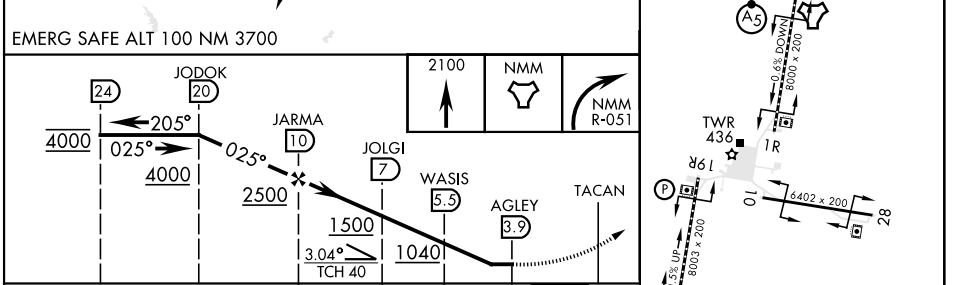 EMERG SAFE ALT 100 NM 3700
24
JODOK
20
4000
205°
025°
4000
025°
JARMA
10
2500
JOLGI
7
1500
3.04°
TCH 40
WASIS
5.5
1040
AGLEY
3.9
TACAN
2100
NMM
NMM
R-051
A5
0.6% DOWN
8000 x 200
TWR
436
1R
19R
P
10
6402 x 200
28
.5% UP
8003 x 200